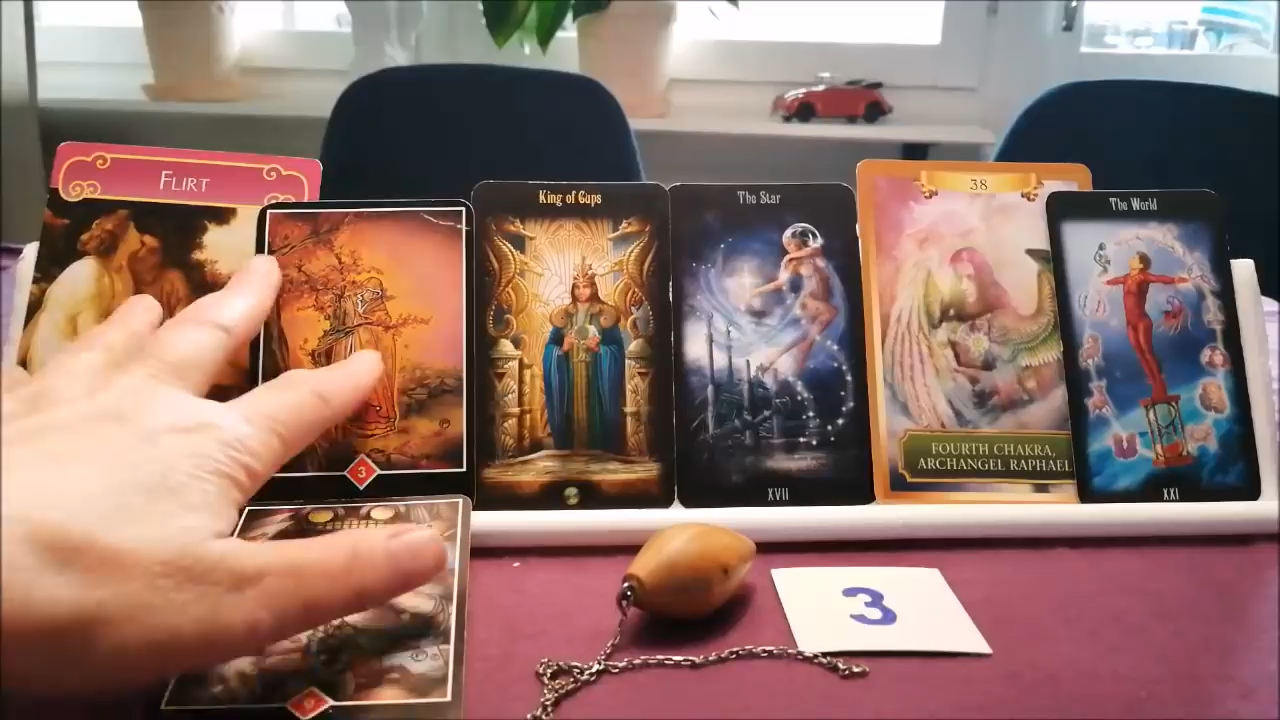 FLIRT
3
King of Cups
The Star
XVII
38
FOURTH CHAKRA,
ARCHANGEL RAPHAEL
The World
XXI
3